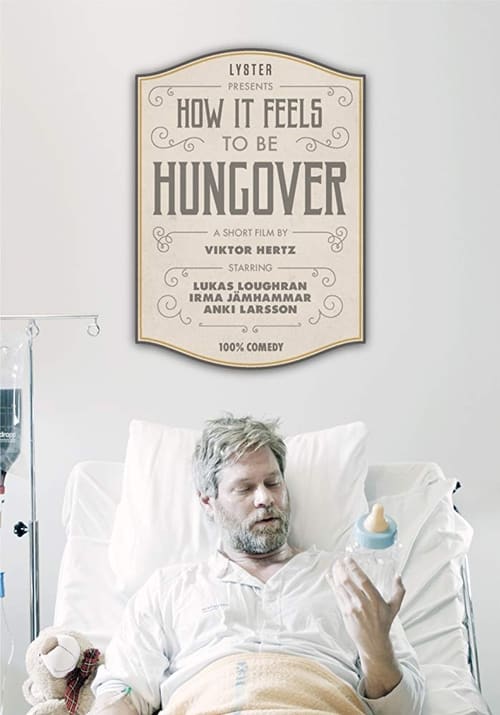 LYSTER
PRESENTS
HOW IT FEELS
TO BE
HUNGOVER
A SHORT FILM BY
VIKTOR HERTZ
STARRING
LUKAS LOUGHRAN
IRMA JÄMHAMMAR
ANKI LARSSON
100% COMEDY